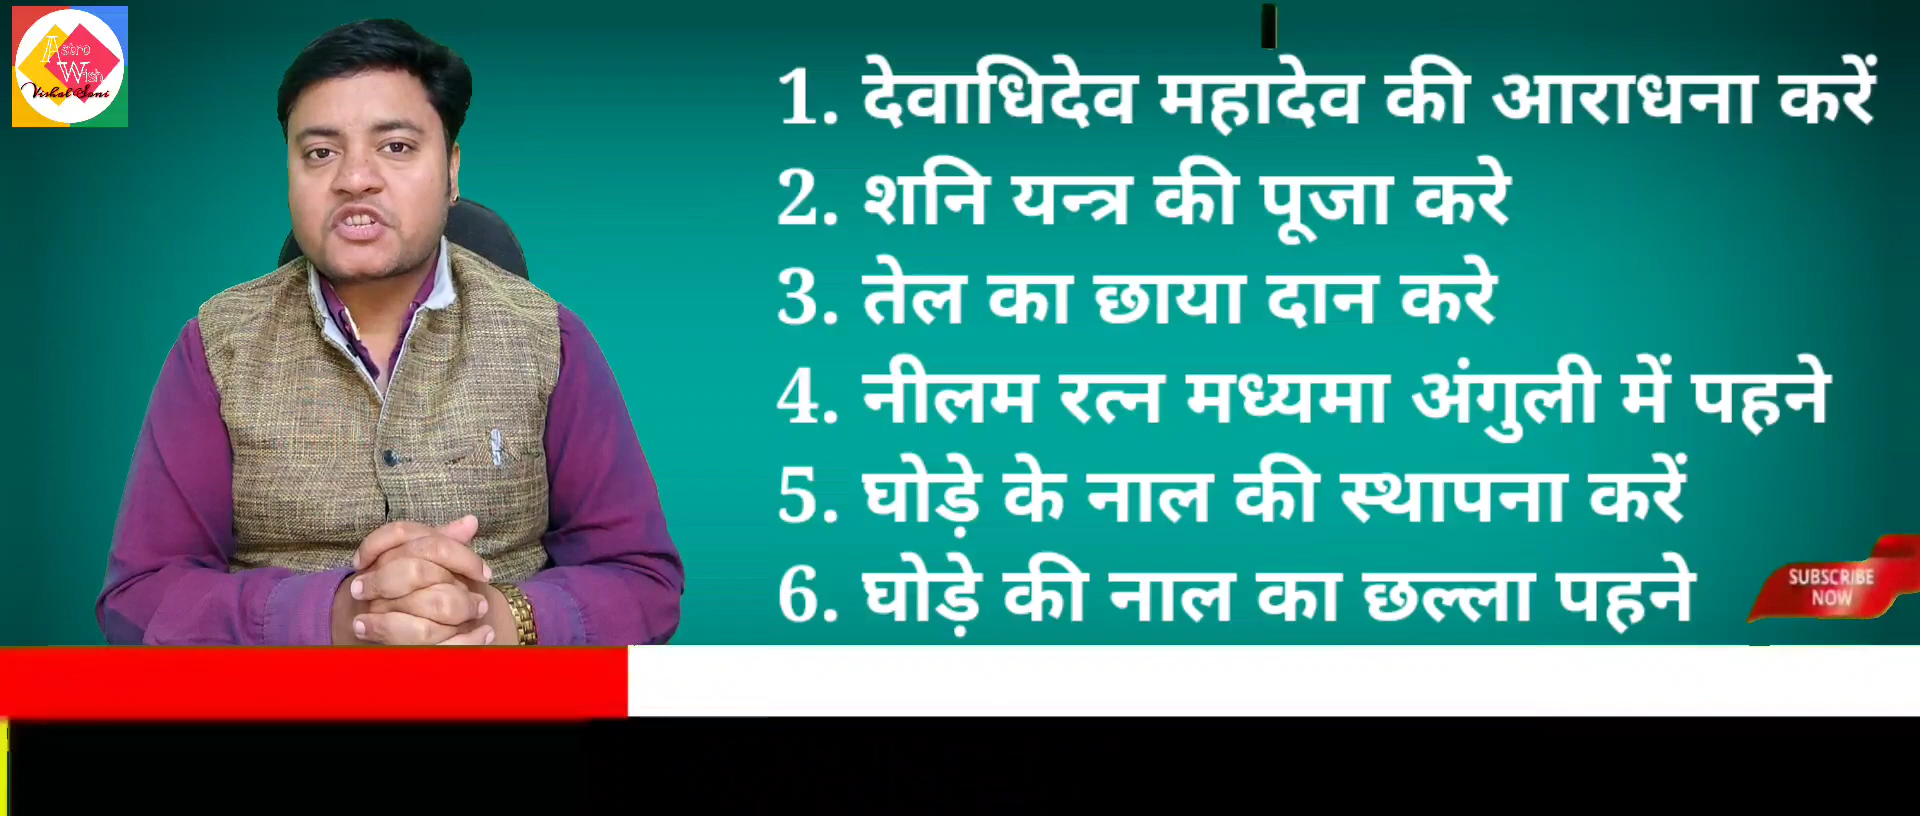 Astro
Wish
Vishal Soni
1. देवाधिदेव महादेव की आराधना करें
2. शनि यन्त्र की पूजा करे
3. तेल का छाया दान करे
4. नीलम रत्न मध्यमा अंगुली में पहने
5. घोड़े के नाल की स्थापना करें
6. घोड़े की नाल का छल्ला पहने
SUBSCRIBE
NOW